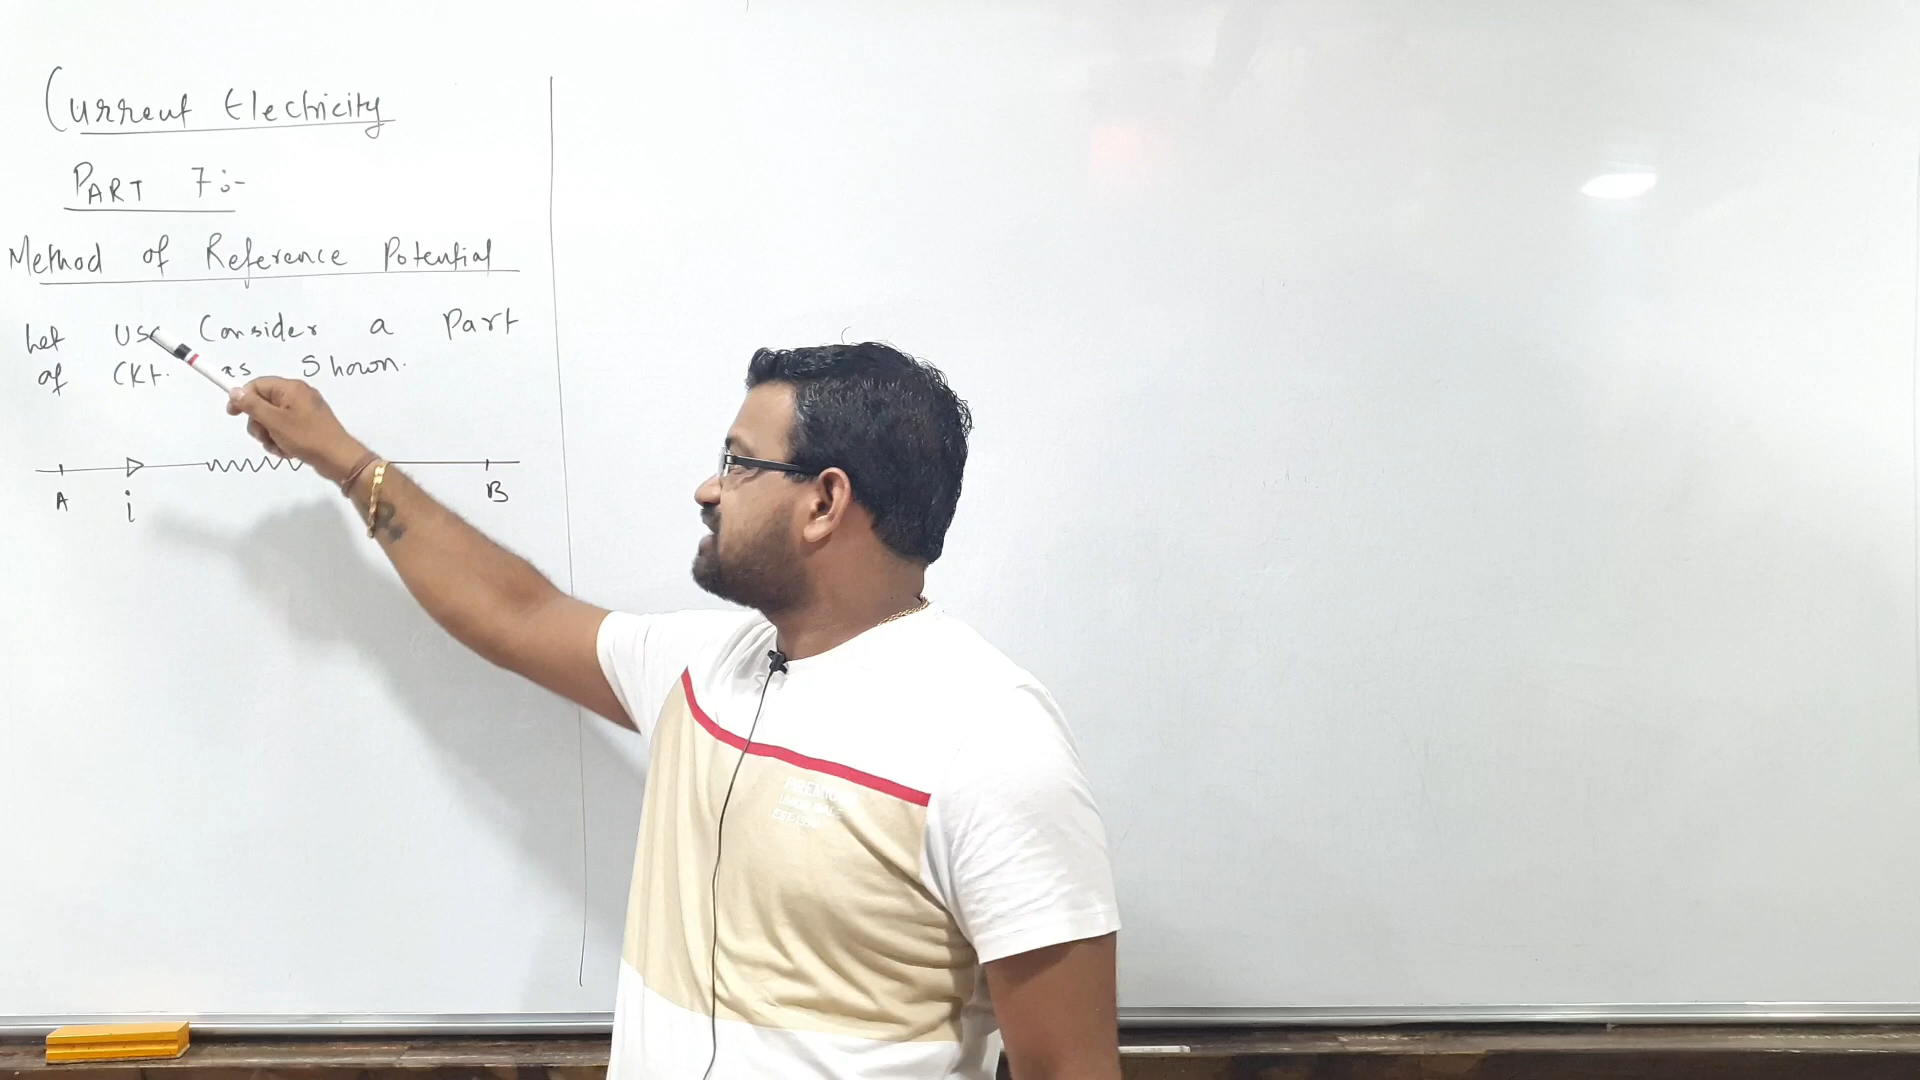 Current Electricity
PART 7:-
Method of Reference Potential
Let us Consider a Part
of CKt. as Shown.
A
i
B